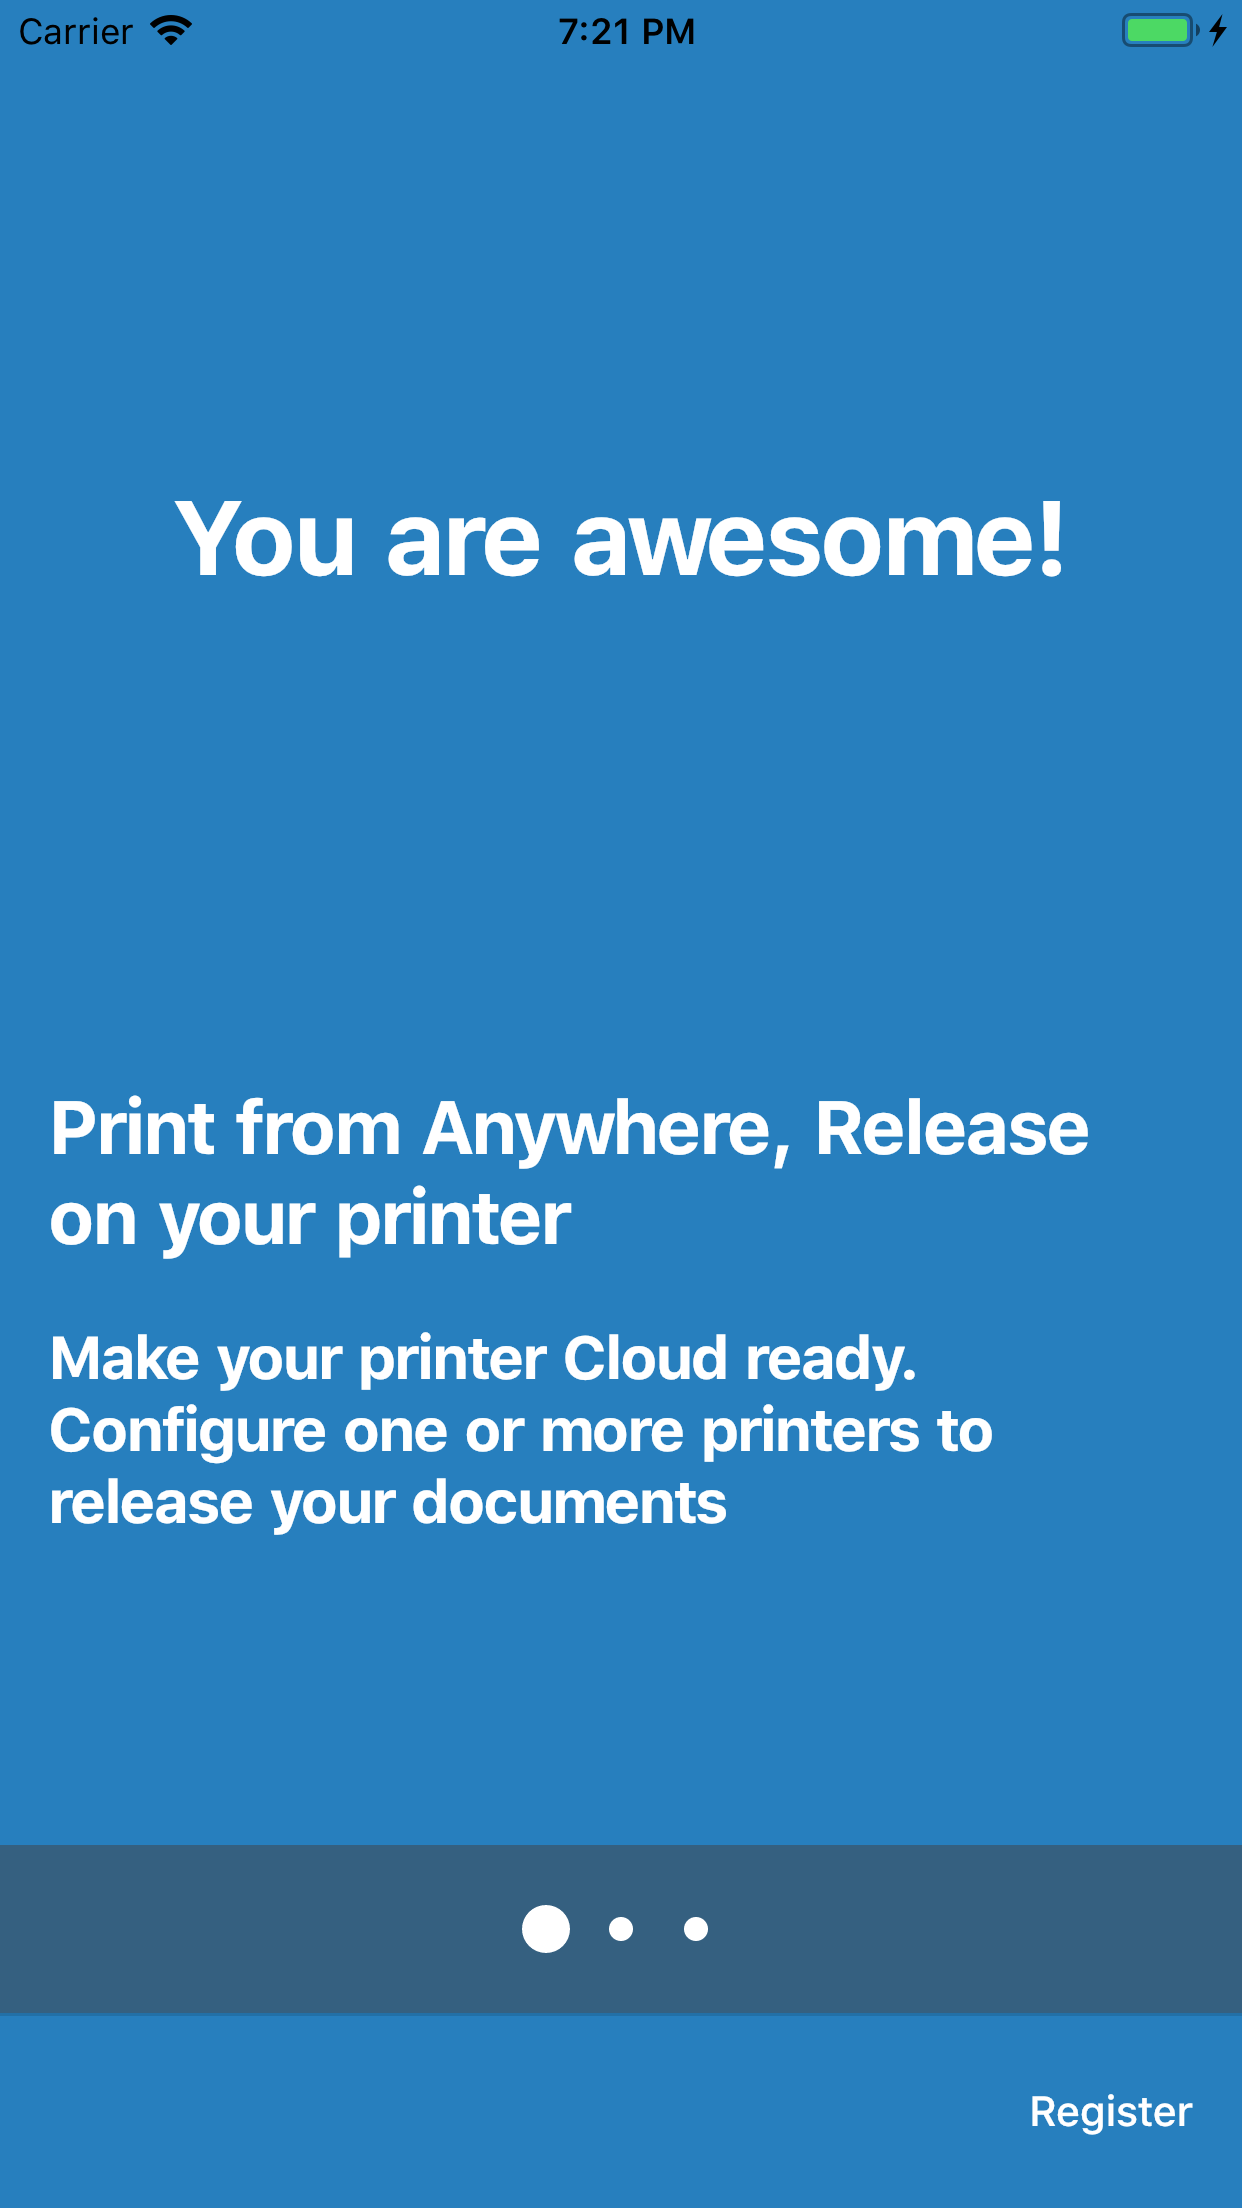 Carrier 7:21 PM
You are awesome!
Print from Anywhere, Release
on your printer
Make your printer Cloud ready.
Configure one or more printers to
release your documents
Register